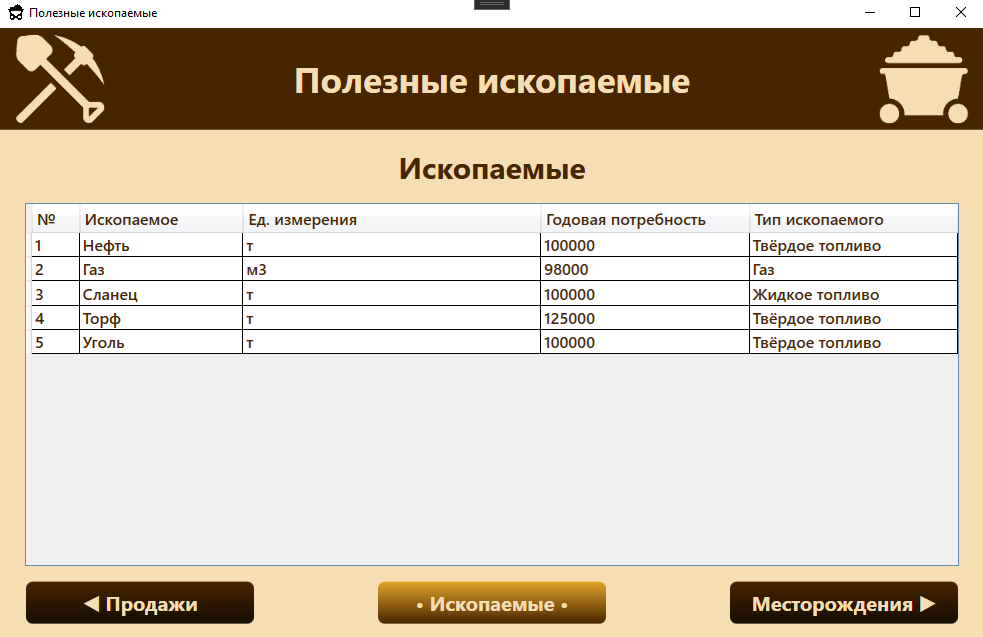 Полезные ископаемые
Полезные ископаемые
Ископаемые
№ Ископаемое Ед. измерения Годовая потребность Тип ископаемого
1 Нефть т 100000 Твёрдое топливо
2 Газ м3 98000 Газ
3 Сланец т 100000 Жидкое топливо
4 Торф т 125000 Твёрдое топливо
5 Уголь т 100000 Твёрдое топливо
◀ Продажи • Ископаемые • Месторождения ▶